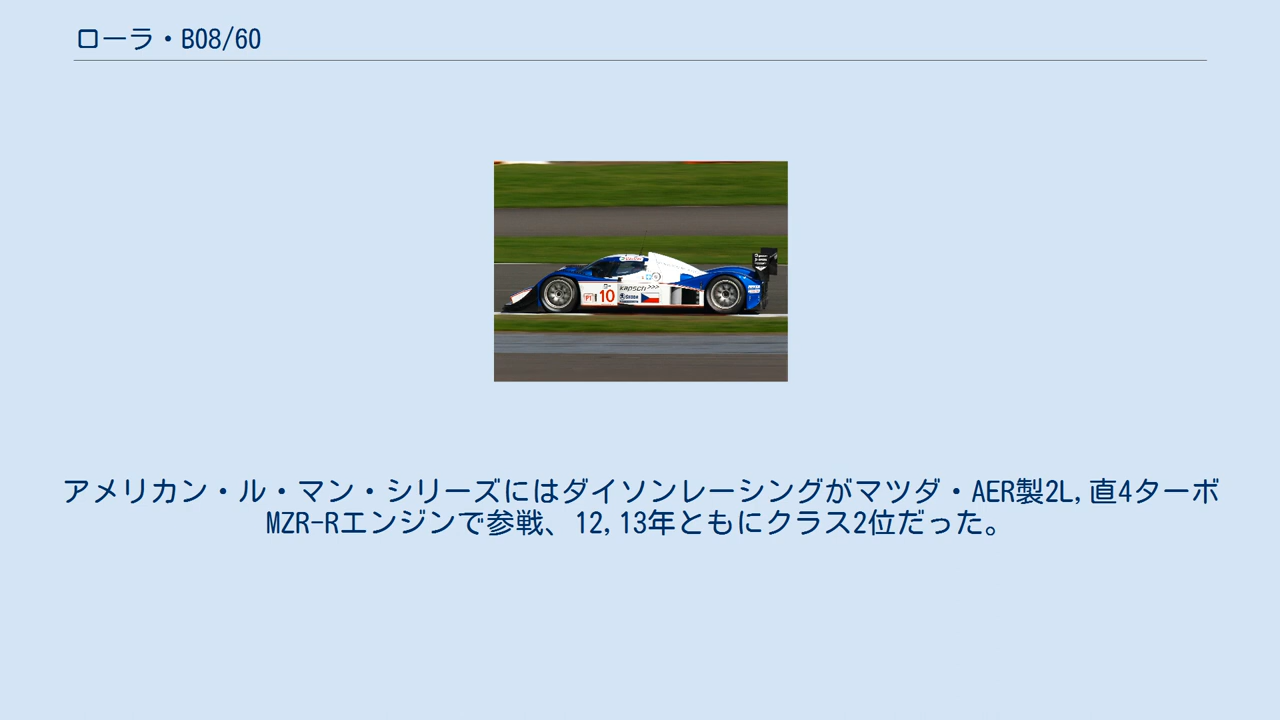 ローラ・B08/60
10
kapsch >>>
アメリカン・ル・マン・シリーズにはダイソンレーシングがマツダ・AER製2L,直4ターボ
MZR-Rエンジンで参戦、12,13年ともにクラス2位だった。